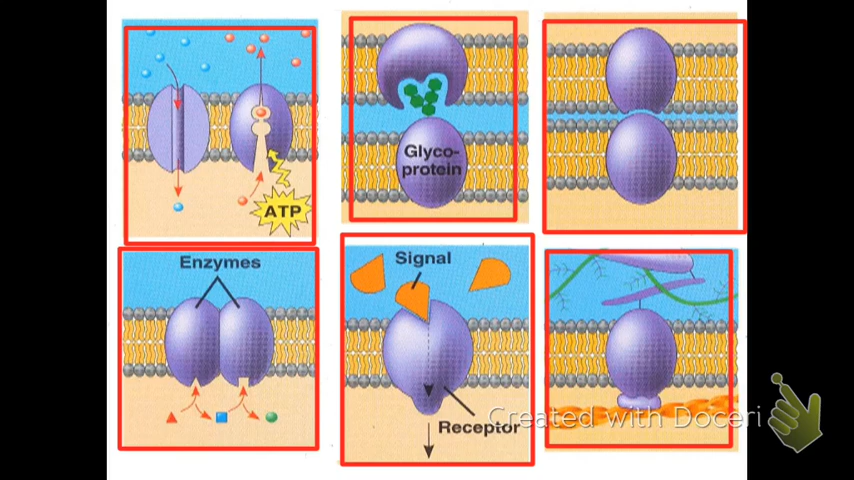 Glyco-
protein
ATP
Enzymes
Signal
Receptor
Created with Doceri